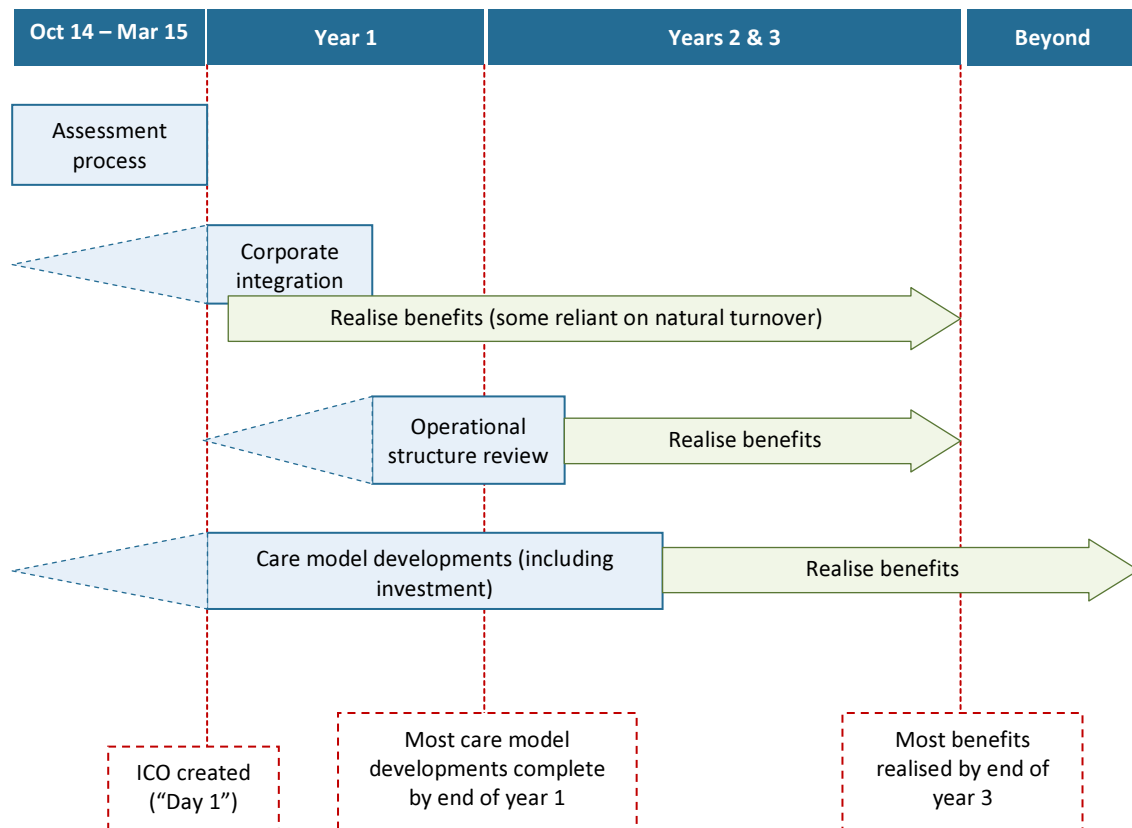 Oct 14 – Mar 15
Year 1
Years 2 & 3
Beyond
Assessment
process
Corporate
integration
Realise benefits (some reliant on natural turnover)
Operational
structure review
Realise benefits
Care model developments (including
investment)
Realise benefits
ICO created
(“Day 1”)
Most care model
developments complete
by end of year 1
Most benefits
realised by end of
year 3